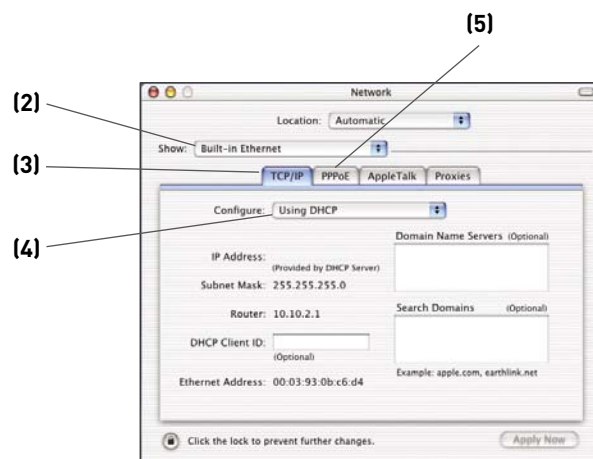 (5)
Network
(2)
Location: Automatic
Show: Built-in Ethernet
(3)
TCP/IP PPPoE AppleTalk Proxies
Configure: Using DHCP
(4)
Domain Name Servers (Optional)
IP Address:
(Provided by DHCP Server)
Subnet Mask: 255.255.255.0
Router: 10.10.2.1
Search Domains (Optional)
DHCP Client ID:
(Optional)
Example: apple.com, earthlink.net
Ethernet Address: 00:03:93:0b:c6:d4
Click the lock to prevent further changes.
Apply Now